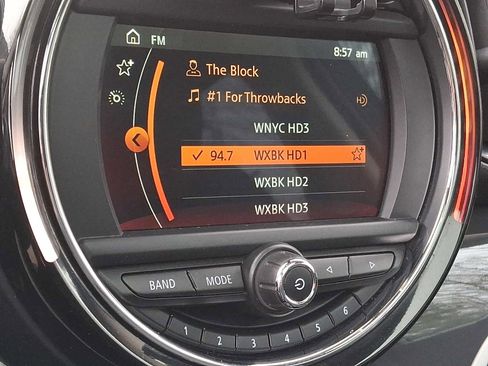 FM
8:57 am
The Block
#1 For Throwbacks HD
WNYC HD3
94.7 WXBK HD1
WXBK HD2
WXBK HD3
BAND MODE
1 2 3 4 5 6